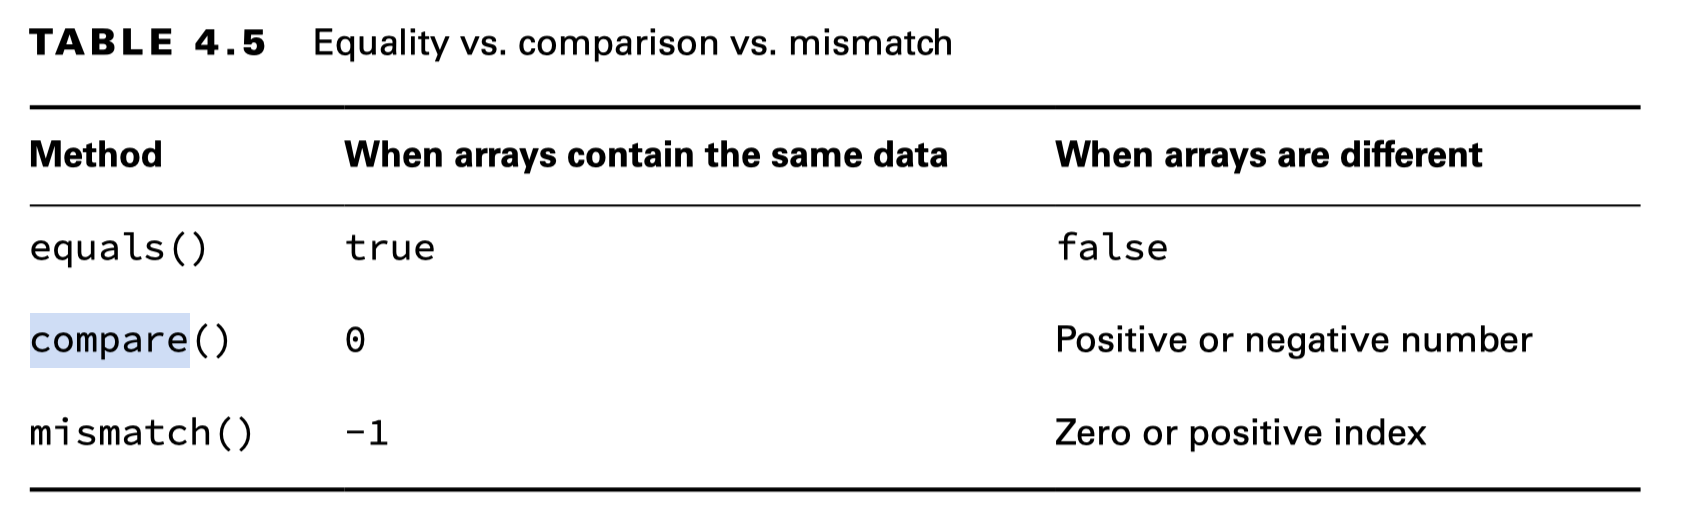 TABLE 4.5 Equality vs. comparison vs. mismatch
Method When arrays contain the same data When arrays are different
equals() true false
compare() 0 Positive or negative number
mismatch() -1 Zero or positive index